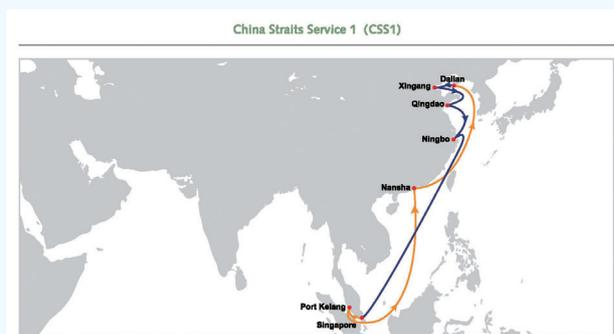 China Straits Service 1 (CSS1)
Dalian
Xingang
Qingdao
Ningbo
Nansha
Port Kelang
Singapore